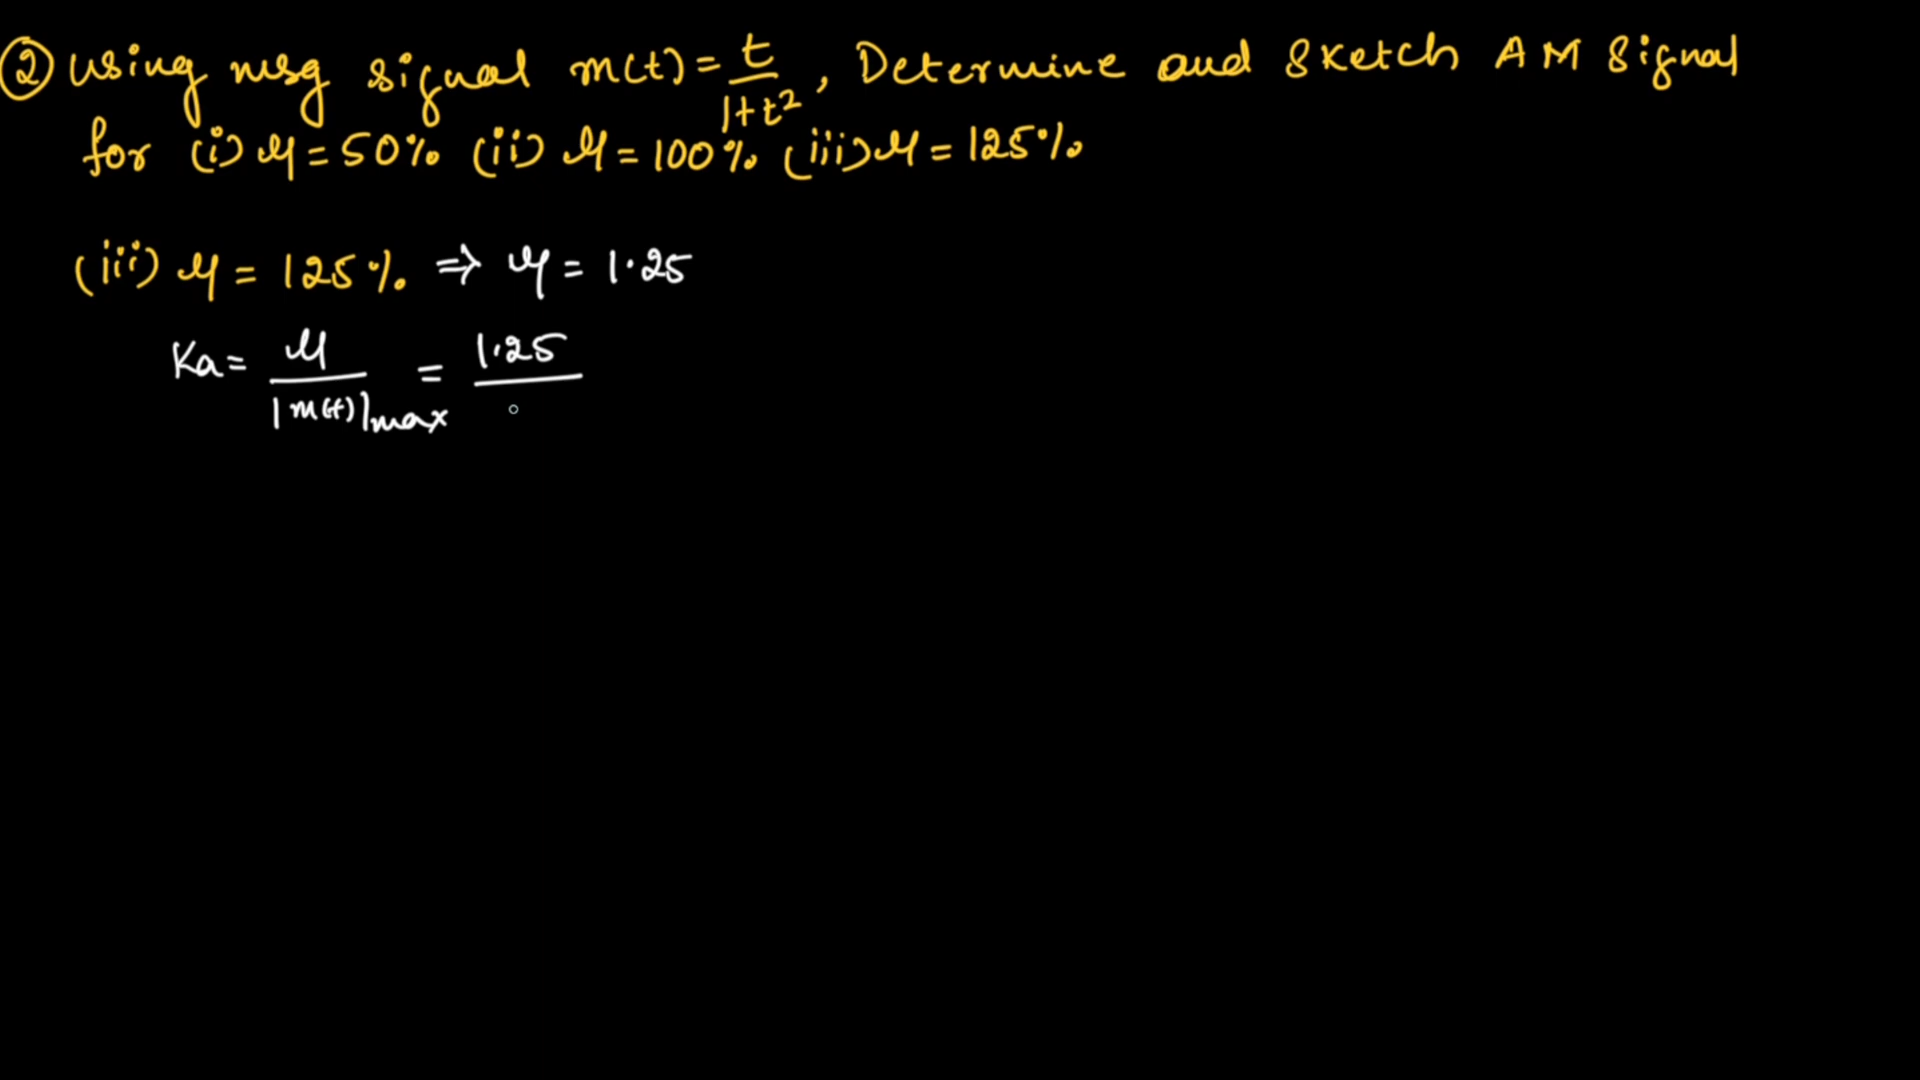 ② Using msg signal m(t) = t/(1+t²), Determine and Sketch AM Signal
for (i) μ = 50% (ii) μ = 100% (iii) μ = 125%
(iii) μ = 125% ⇒ μ = 1.25
Ka = μ/|m(t)|max = 1.25/